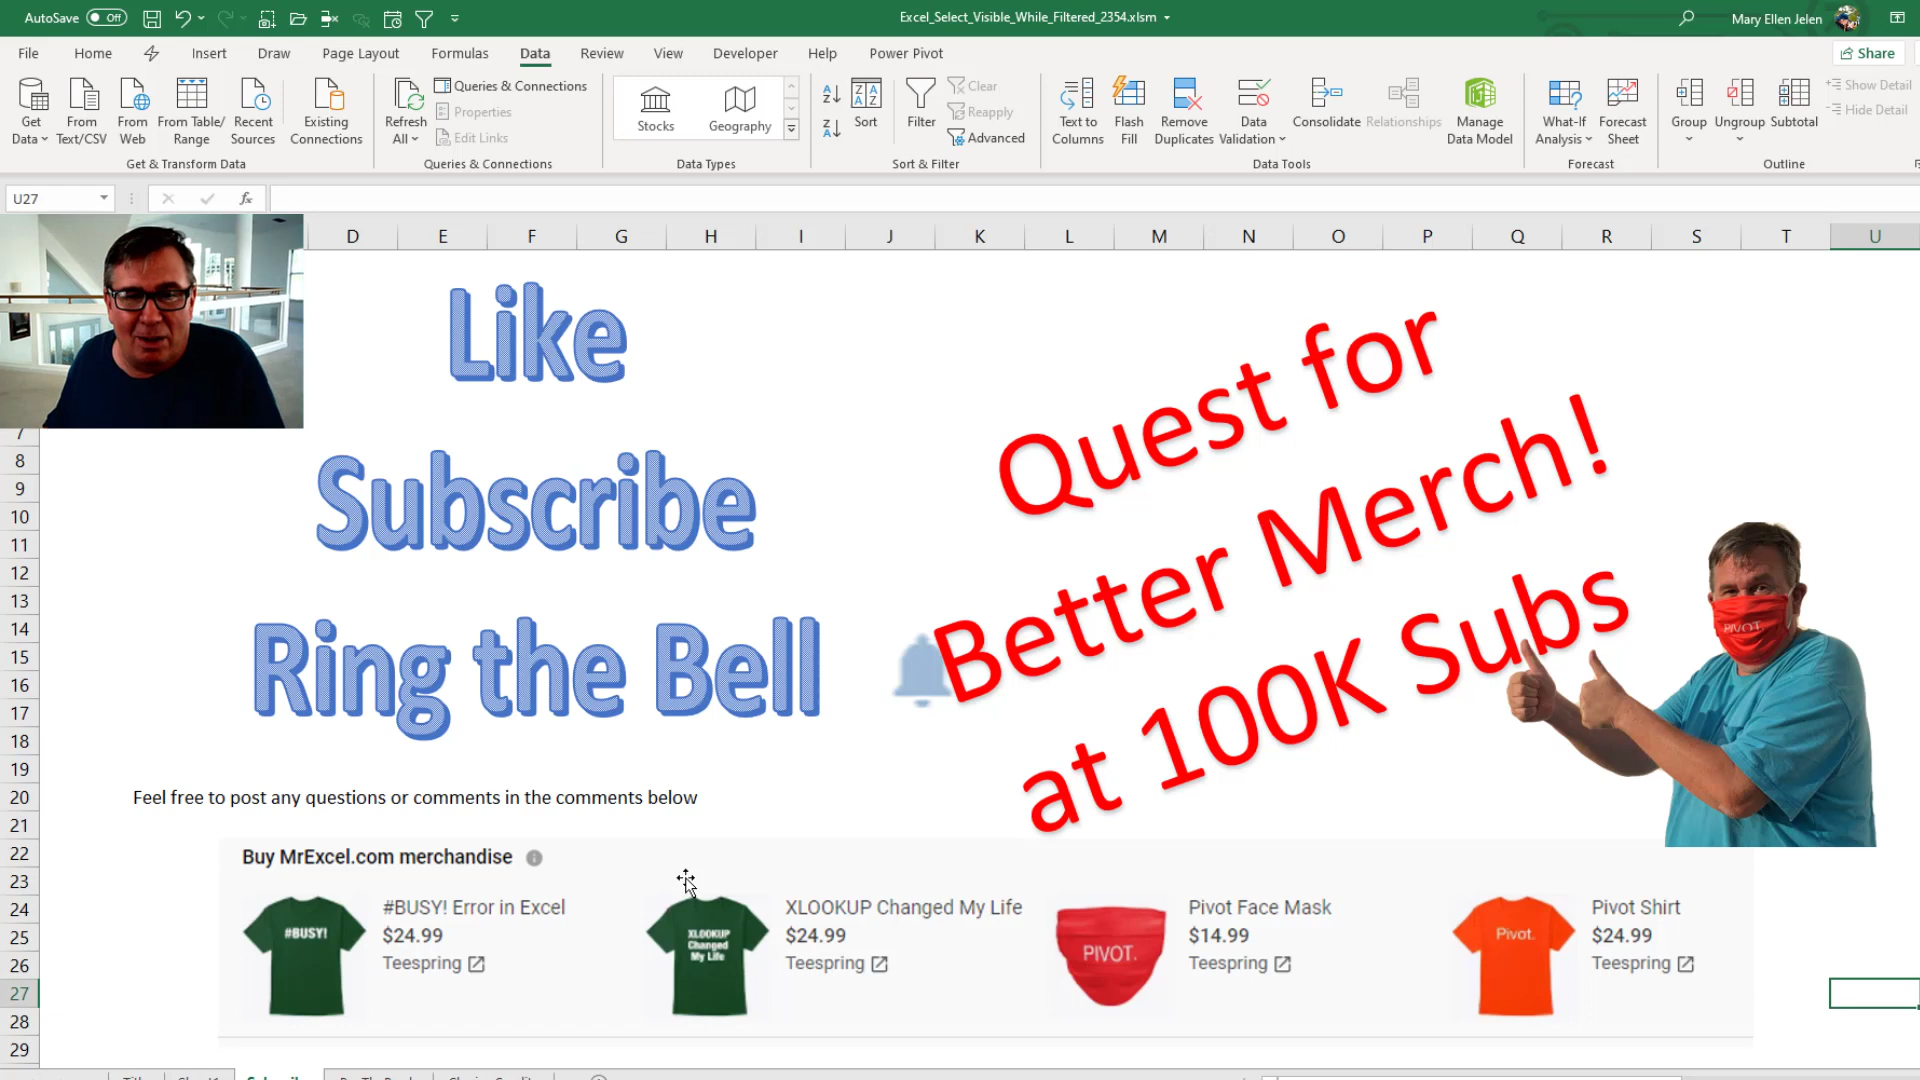 AutoSave Off
Excel_Select_Visible_While_Filtered_2354.xlsm
Mary Ellen Jelen
File Home Insert Draw Page Layout Formulas Data Review View Developer Help Power Pivot
Share
Get Data
From Text/CSV
From Web
From Table/ Range
Recent Sources
Existing Connections
Get & Transform Data
Refresh All
Queries & Connections
Properties
Edit Links
Queries & Connections
Stocks
Geography
Data Types
Sort
Filter
Clear
Reapply
Advanced
Sort & Filter
Text to Columns
Flash Fill
Remove Duplicates
Data Validation
Consolidate
Relationships
Manage Data Model
Data Tools
What-If Analysis
Forecast Sheet
Forecast
Group
Ungroup
Subtotal
Show Detail
Hide Detail
Outline
U27
fx
D E F G H I J K L M N O P Q R S T U
7
8
9
10
11
12
13
14
15
16
17
18
19
20
21
22
23
24
25
26
27
28
29
Like
Subscribe
Ring the Bell
Quest for
Better Merch!
at 100K Subs
PIVOT.
Feel free to post any questions or comments in the comments below
Buy MrExcel.com merchandise
#BUSY!
#BUSY! Error in Excel
$24.99
Teespring
XLOOKUP
Changed
My Life
XLOOKUP Changed My Life
$24.99
Teespring
PIVOT.
Pivot Face Mask
$14.99
Teespring
Pivot.
Pivot Shirt
$24.99
Teespring